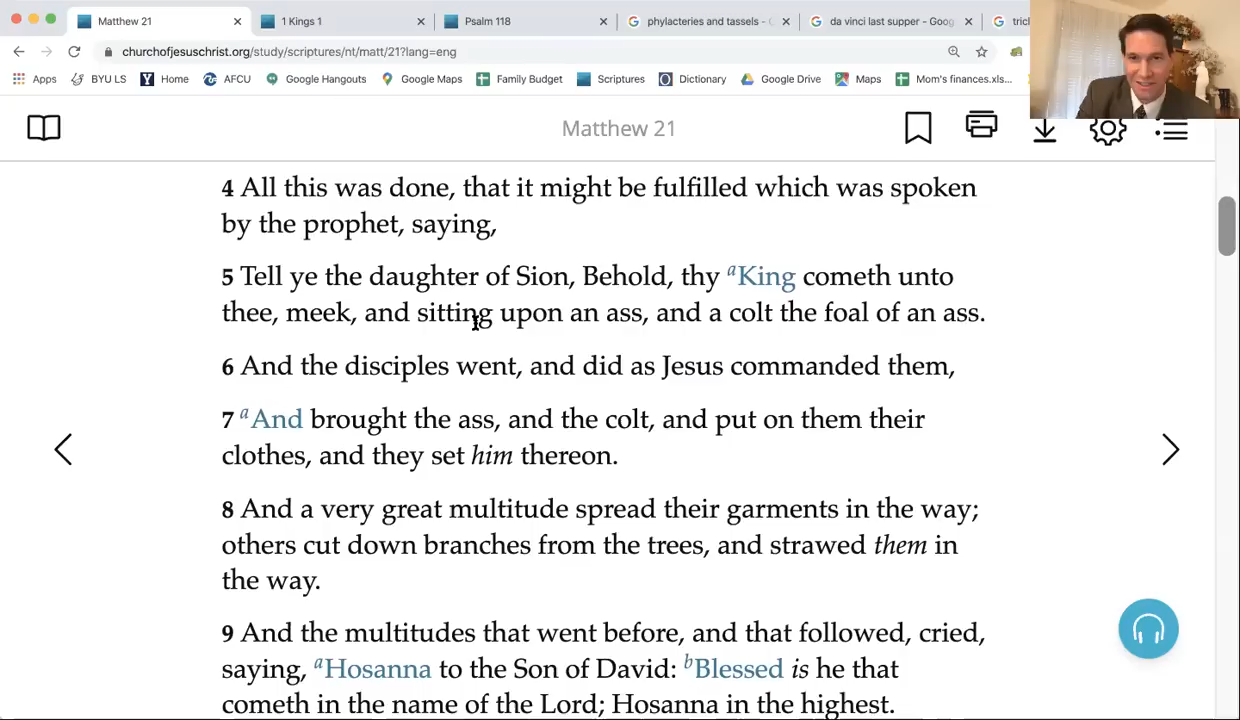 Matthew 21
1 Kings 1
Psalm 118
phylacteries and tassels - G
da vinci last supper - Goog
tricl
churchofjesuschrist.org/study/scriptures/nt/matt/21?lang=eng
Apps BYU LS Home AFCU Google Hangouts Google Maps Family Budget Scriptures Dictionary Google Drive Maps Mom's finances.xls...
Matthew 21
4 All this was done, that it might be fulfilled which was spoken
by the prophet, saying,
5 Tell ye the daughter of Sion, Behold, thy aKing cometh unto
thee, meek, and sitting upon an ass, and a colt the foal of an ass.
6 And the disciples went, and did as Jesus commanded them,
7 aAnd brought the ass, and the colt, and put on them their
clothes, and they set him thereon.
8 And a very great multitude spread their garments in the way;
others cut down branches from the trees, and strawed them in
the way.
9 And the multitudes that went before, and that followed, cried,
saying, aHosanna to the Son of David: bBlessed is he that
cometh in the name of the Lord; Hosanna in the highest.